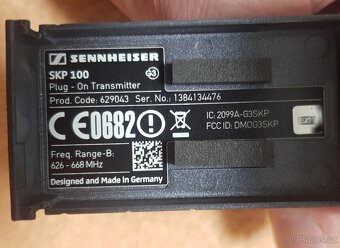 SENNHEISER
SKP 100 G3
Plug - On Transmitter
Prod. Code: 629043 Ser. No.: 1384134476
CE0682
IC: 2099A-G3SKP
FCC ID: DMOG3SKP
Freq. Range-B:
626 - 668 MHz
Designed and Made in Germany